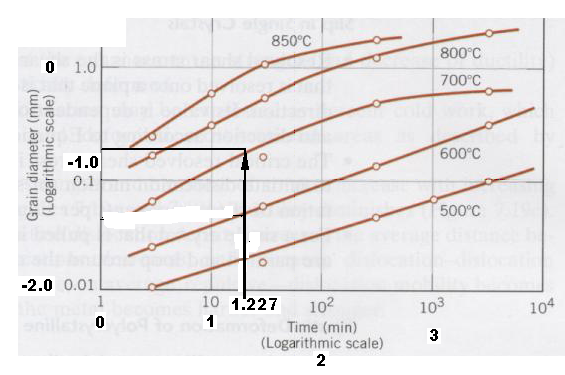 850°C
800°C
700°C
600°C
500°C
Grain diameter (mm)
(Logarithmic scale)
0
1.0
-1.0
0.1
-2.0
0.01
1
10
10²
10³
10⁴
0
1
1.227
Time (min)
(Logarithmic scale)
2
3